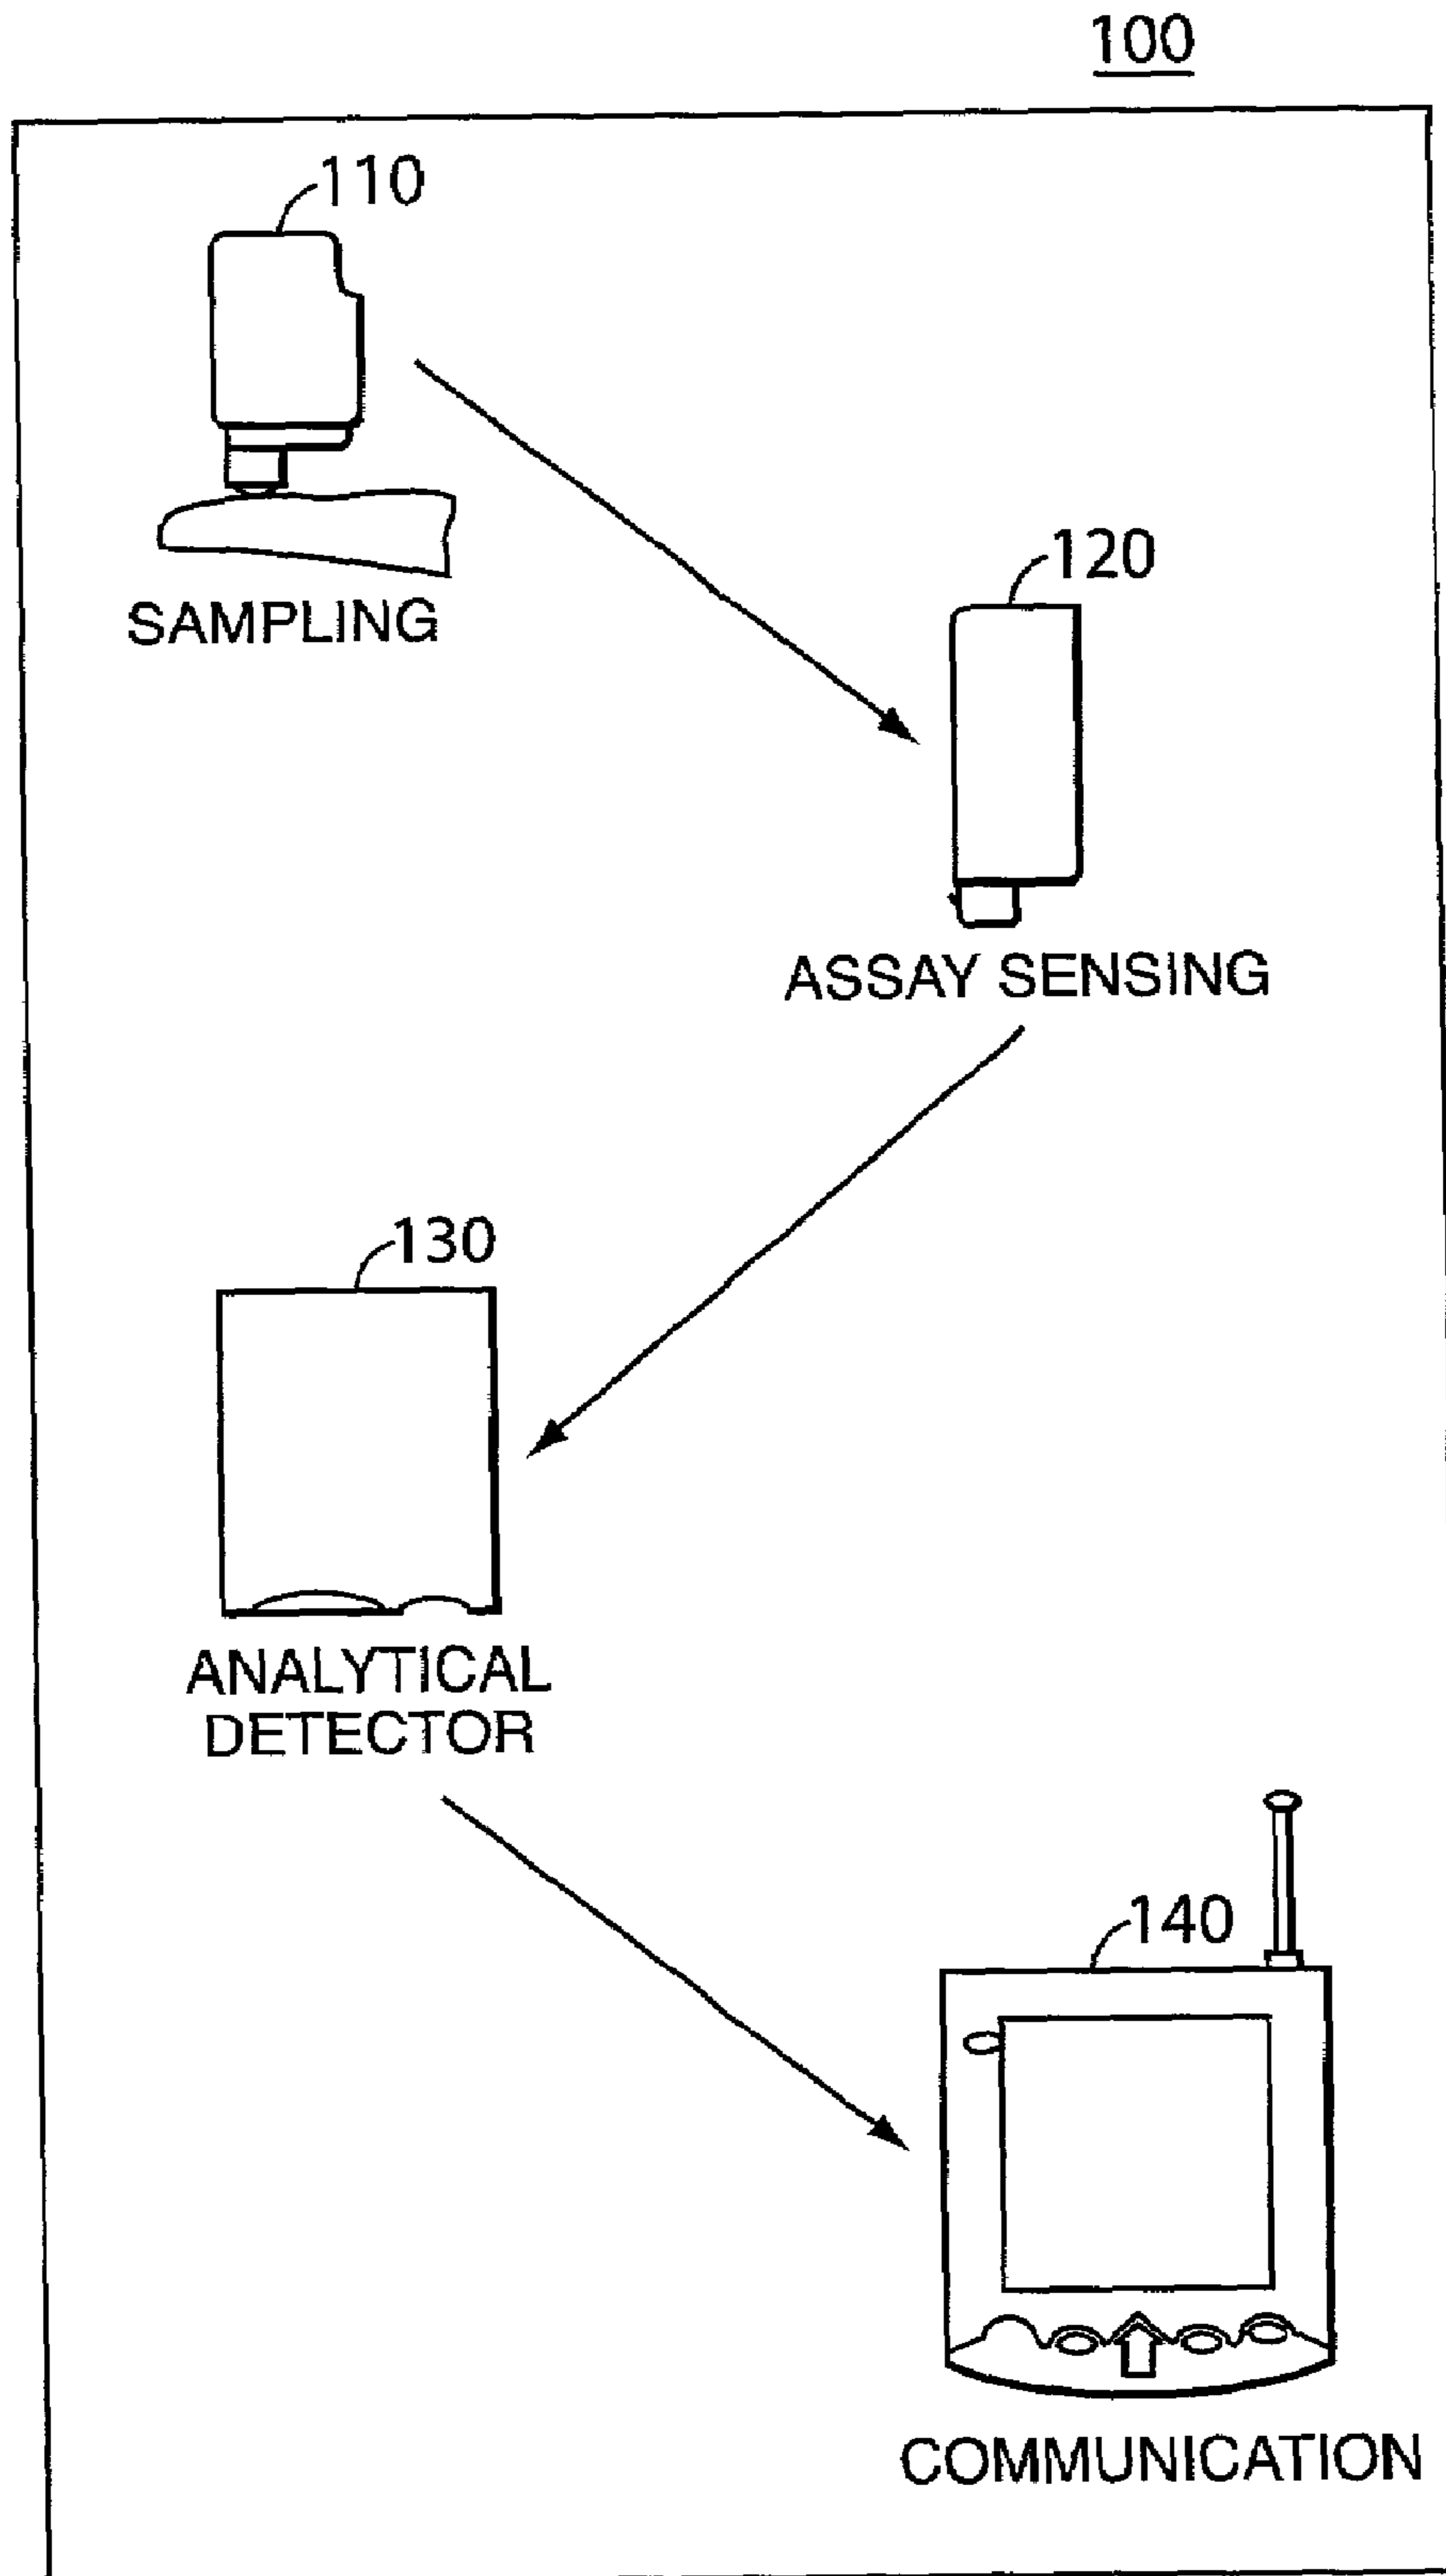 100
110
SAMPLING
120
ASSAY SENSING
130
ANALYTICAL
DETECTOR
140
COMMUNICATION